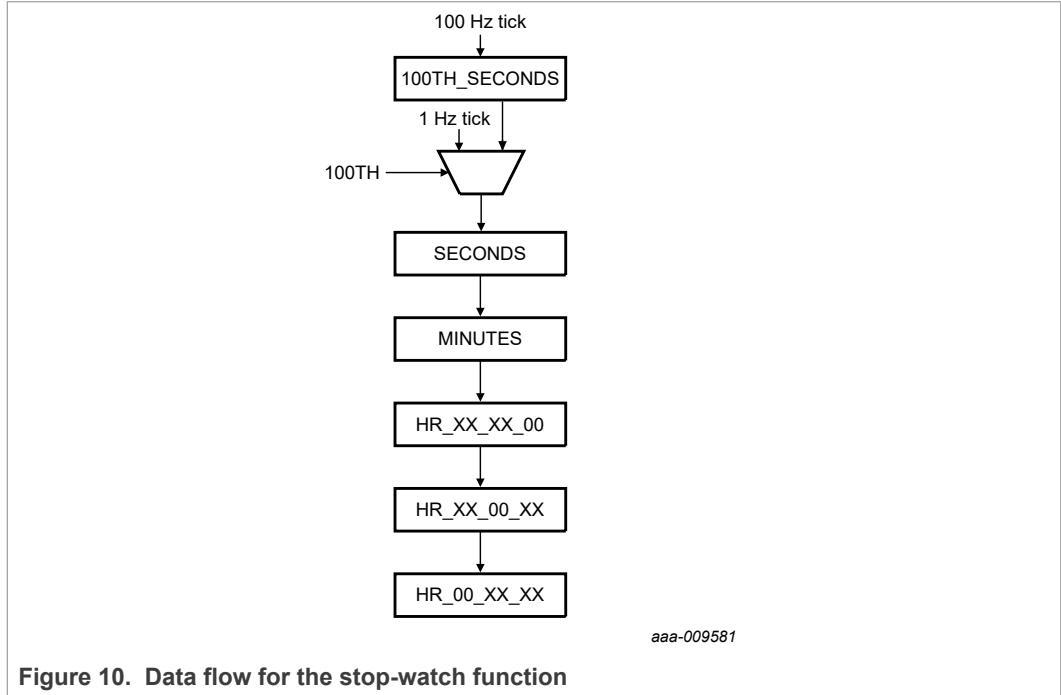 100 Hz tick
100TH_SECONDS
1 Hz tick
100TH
SECONDS
MINUTES
HR_XX_XX_00
HR_XX_00_XX
HR_00_XX_XX
aaa-009581
Figure 10. Data flow for the stop-watch function